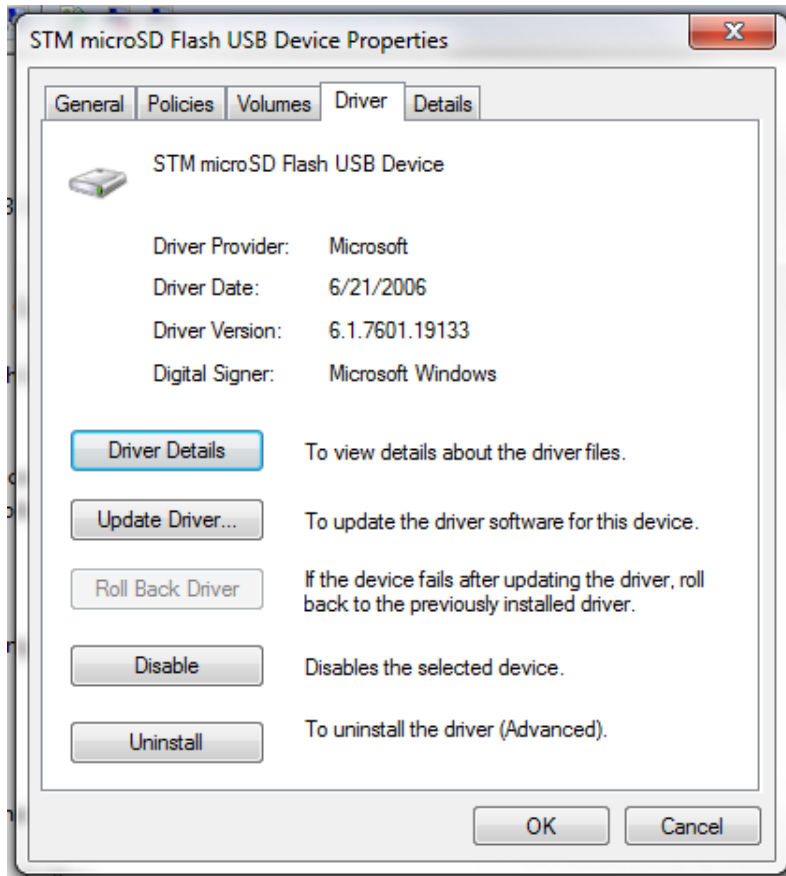 STM microSD Flash USB Device Properties
General Policies Volumes Driver Details
STM microSD Flash USB Device
Driver Provider: Microsoft
Driver Date: 6/21/2006
Driver Version: 6.1.7601.19133
Digital Signer: Microsoft Windows
Driver Details To view details about the driver files.
Update Driver... To update the driver software for this device.
Roll Back Driver If the device fails after updating the driver, roll
back to the previously installed driver.
Disable Disables the selected device.
Uninstall To uninstall the driver (Advanced).
OK Cancel